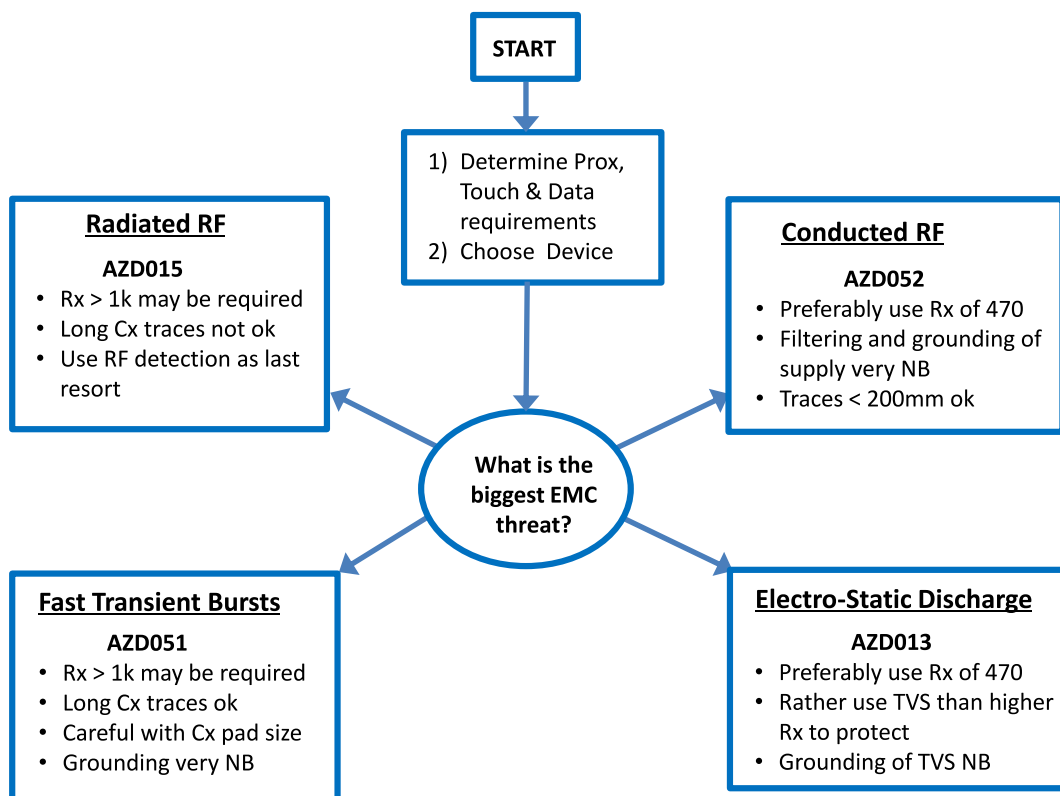 START
1) Determine Prox,
Touch & Data
requirements
2) Choose Device
Radiated RF
AZD015
• Rx > 1k may be required
• Long Cx traces not ok
• Use RF detection as last
resort
Conducted RF
AZD052
• Preferably use Rx of 470
• Filtering and grounding of
supply very NB
• Traces < 200mm ok
What is the
biggest EMC
threat?
Fast Transient Bursts
AZD051
• Rx > 1k may be required
• Long Cx traces ok
• Careful with Cx pad size
• Grounding very NB
Electro-Static Discharge
AZD013
• Preferably use Rx of 470
• Rather use TVS than higher
Rx to protect
• Grounding of TVS NB